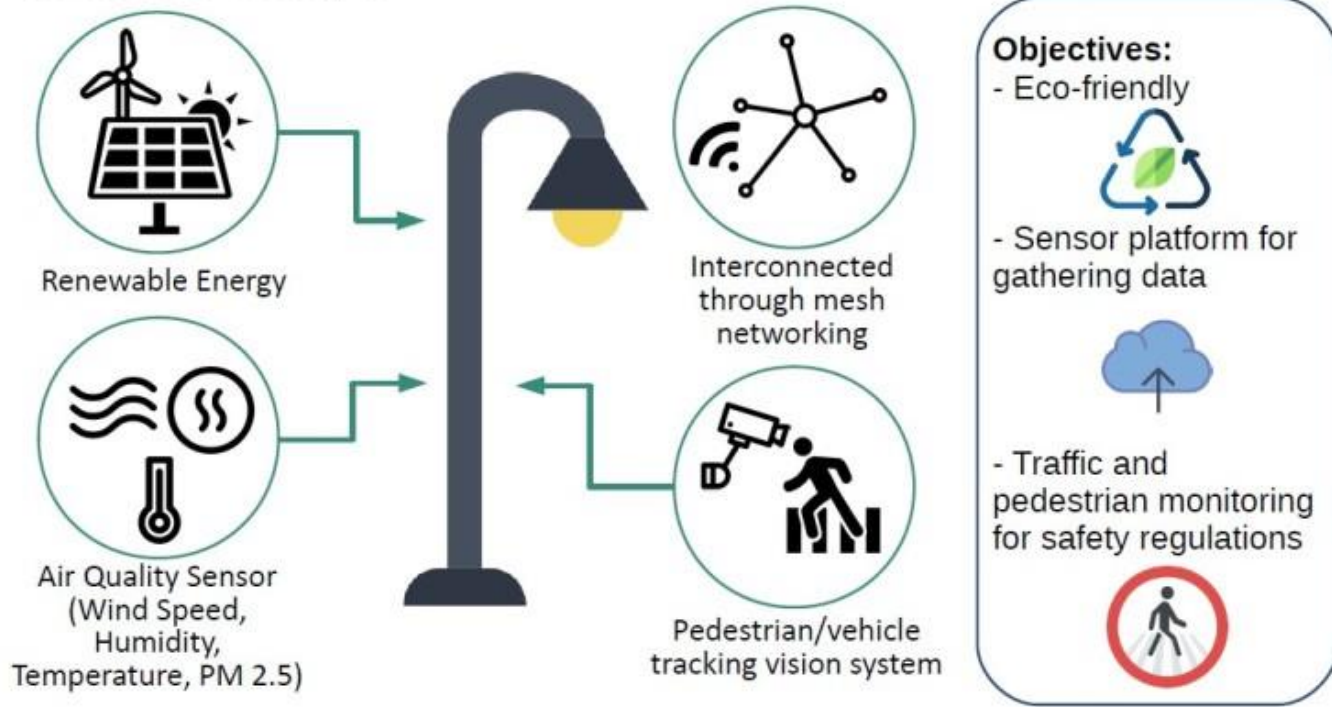 Renewable Energy
Air Quality Sensor
(Wind Speed,
Humidity,
Temperature, PM 2.5)
Interconnected
through mesh
networking
Pedestrian/vehicle
tracking vision system
Objectives:
- Eco-friendly
- Sensor platform for
gathering data
- Traffic and
pedestrian monitoring
for safety regulations